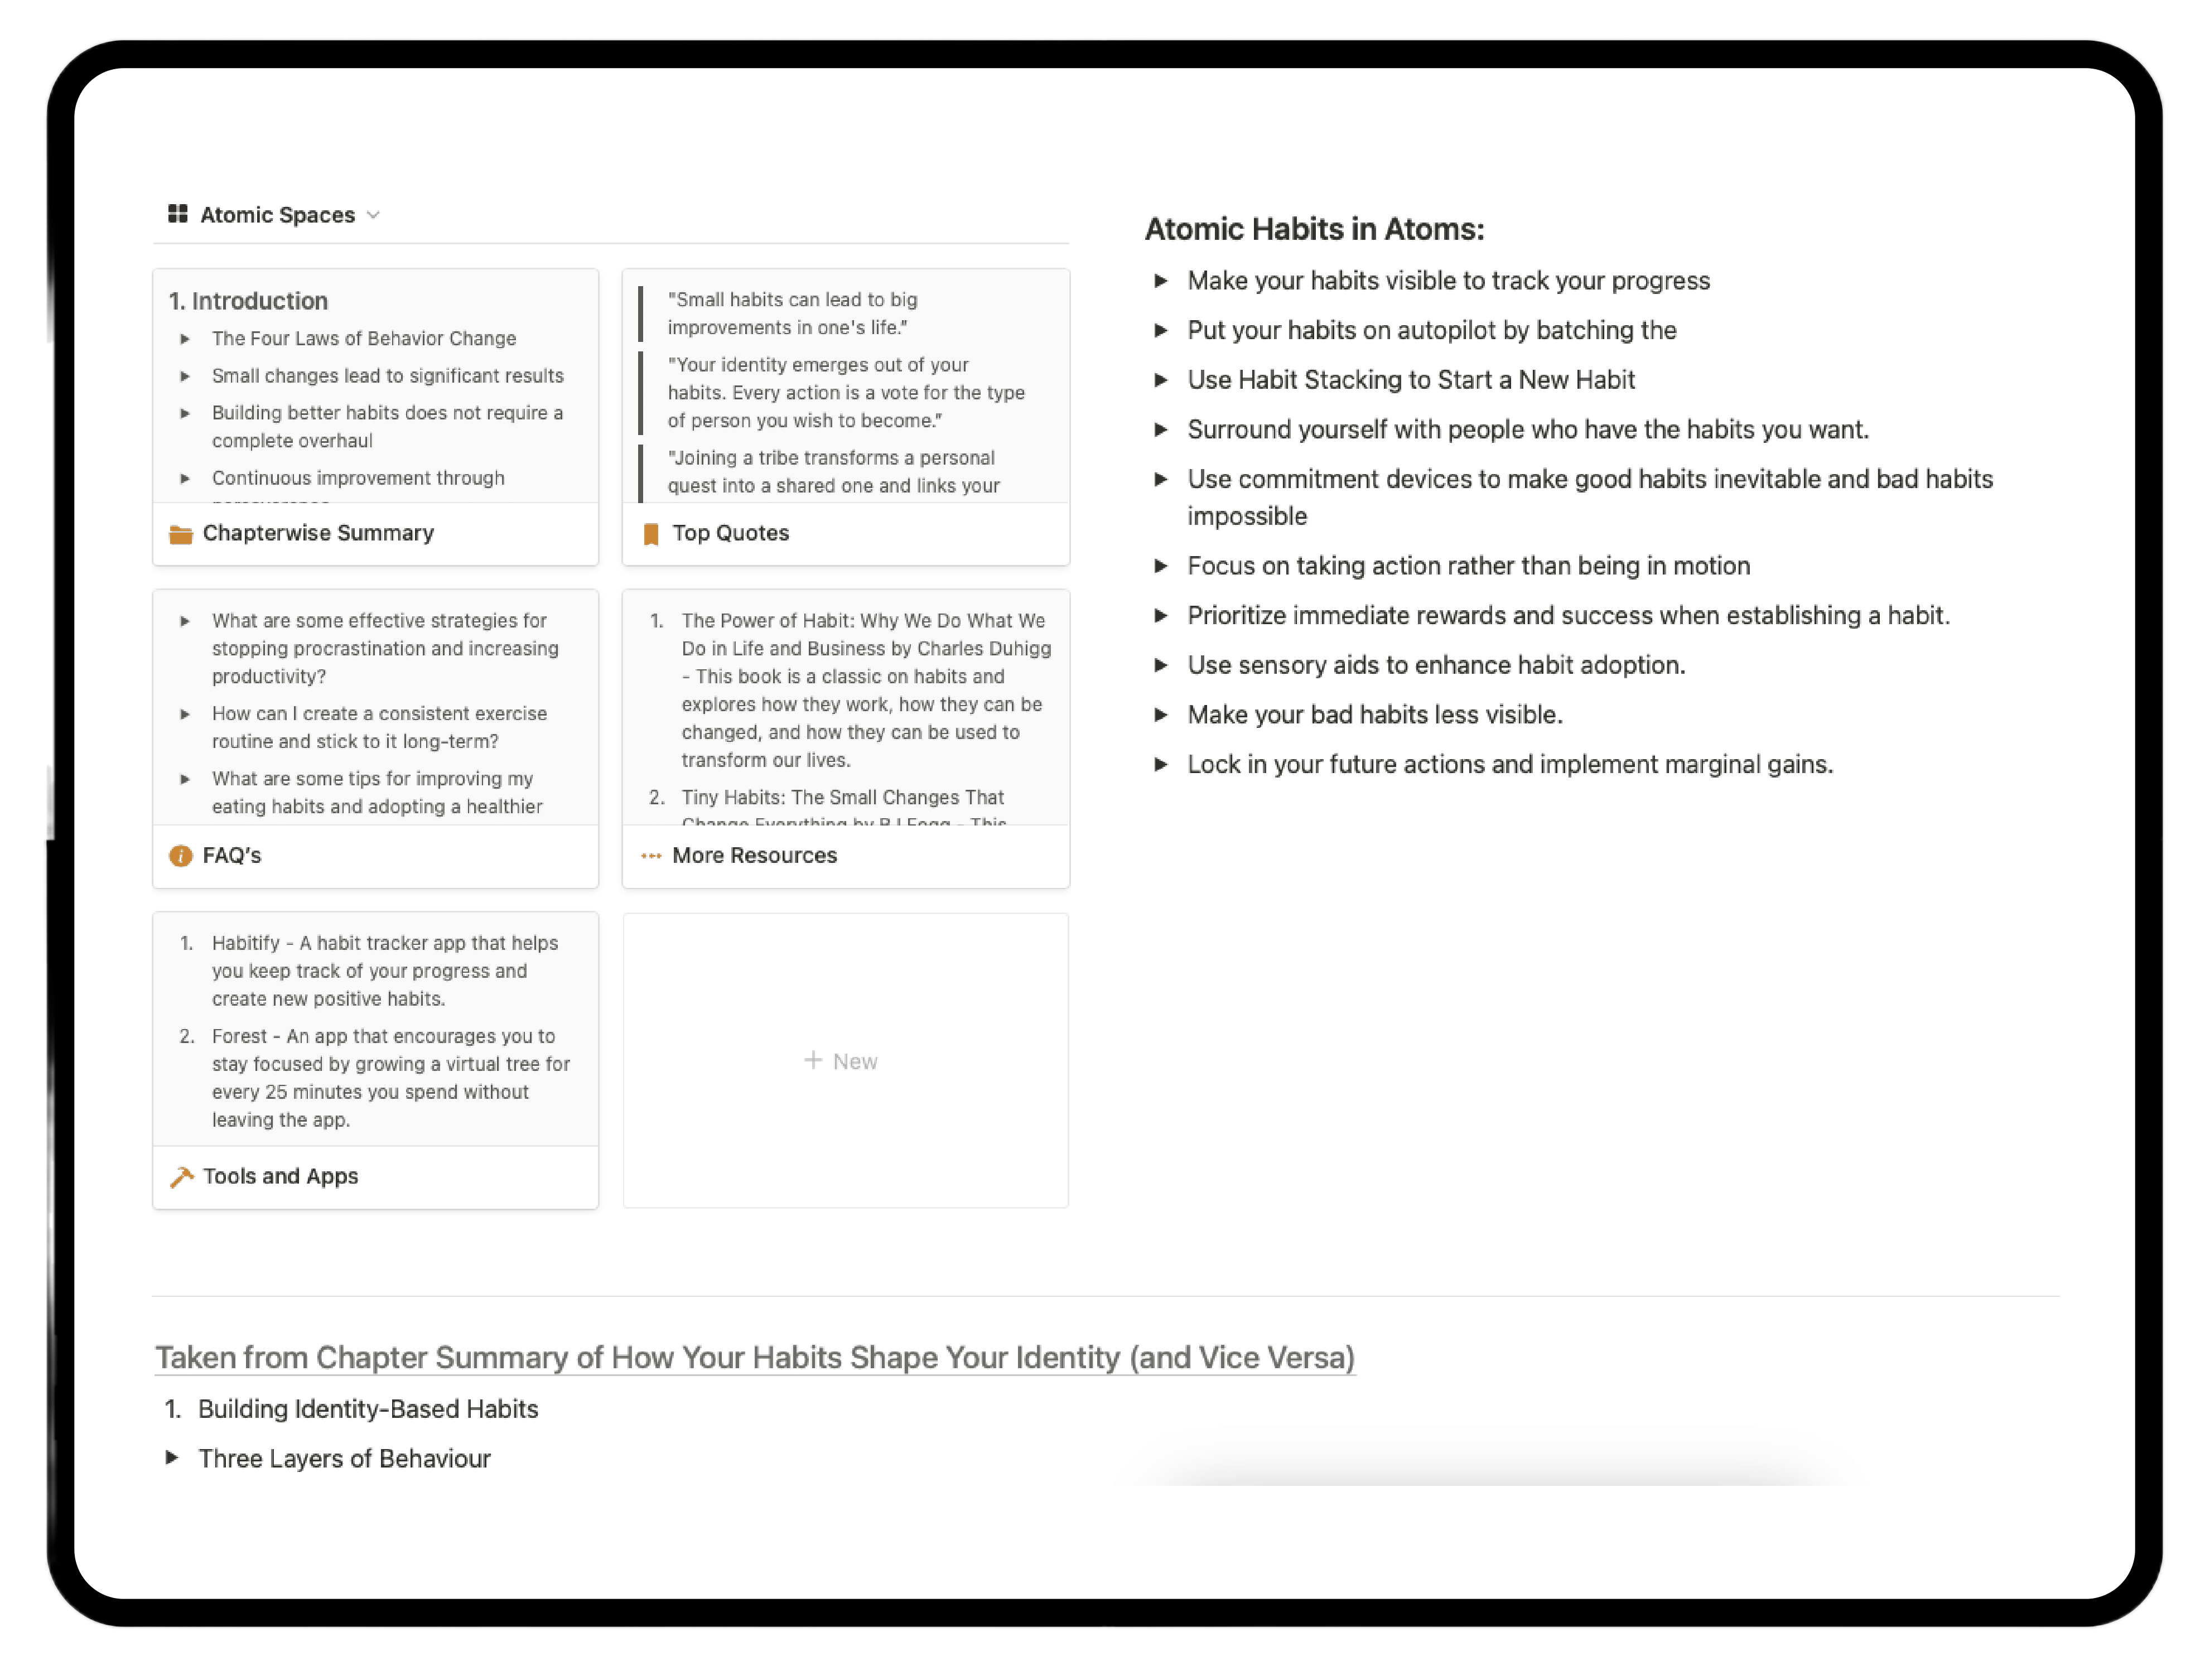 Atomic Spaces
1. Introduction
The Four Laws of Behavior Change
Small changes lead to significant results
Building better habits does not require a
complete overhaul
Continuous improvement through
perseverance
Chapterwise Summary
"Small habits can lead to big
improvements in one's life.”
"Your identity emerges out of your
habits. Every action is a vote for the type
of person you wish to become.”
"Joining a tribe transforms a personal
quest into a shared one and links your
Top Quotes
What are some effective strategies for
stopping procrastination and increasing
productivity?
How can I create a consistent exercise
routine and stick to it long-term?
What are some tips for improving my
eating habits and adopting a healthier
FAQ’s
1. The Power of Habit: Why We Do What We
Do in Life and Business by Charles Duhigg
- This book is a classic on habits and
explores how they work, how they can be
changed, and how they can be used to
transform our lives.
2. Tiny Habits: The Small Changes That
Change Everything by BJ Fogg - This
More Resources
1. Habitify - A habit tracker app that helps
you keep track of your progress and
create new positive habits.
2. Forest - An app that encourages you to
stay focused by growing a virtual tree for
every 25 minutes you spend without
leaving the app.
Tools and Apps
+ New
Atomic Habits in Atoms:
Make your habits visible to track your progress
Put your habits on autopilot by batching the
Use Habit Stacking to Start a New Habit
Surround yourself with people who have the habits you want.
Use commitment devices to make good habits inevitable and bad habits
impossible
Focus on taking action rather than being in motion
Prioritize immediate rewards and success when establishing a habit.
Use sensory aids to enhance habit adoption.
Make your bad habits less visible.
Lock in your future actions and implement marginal gains.
Taken from Chapter Summary of How Your Habits Shape Your Identity (and Vice Versa)
1. Building Identity-Based Habits
Three Layers of Behaviour